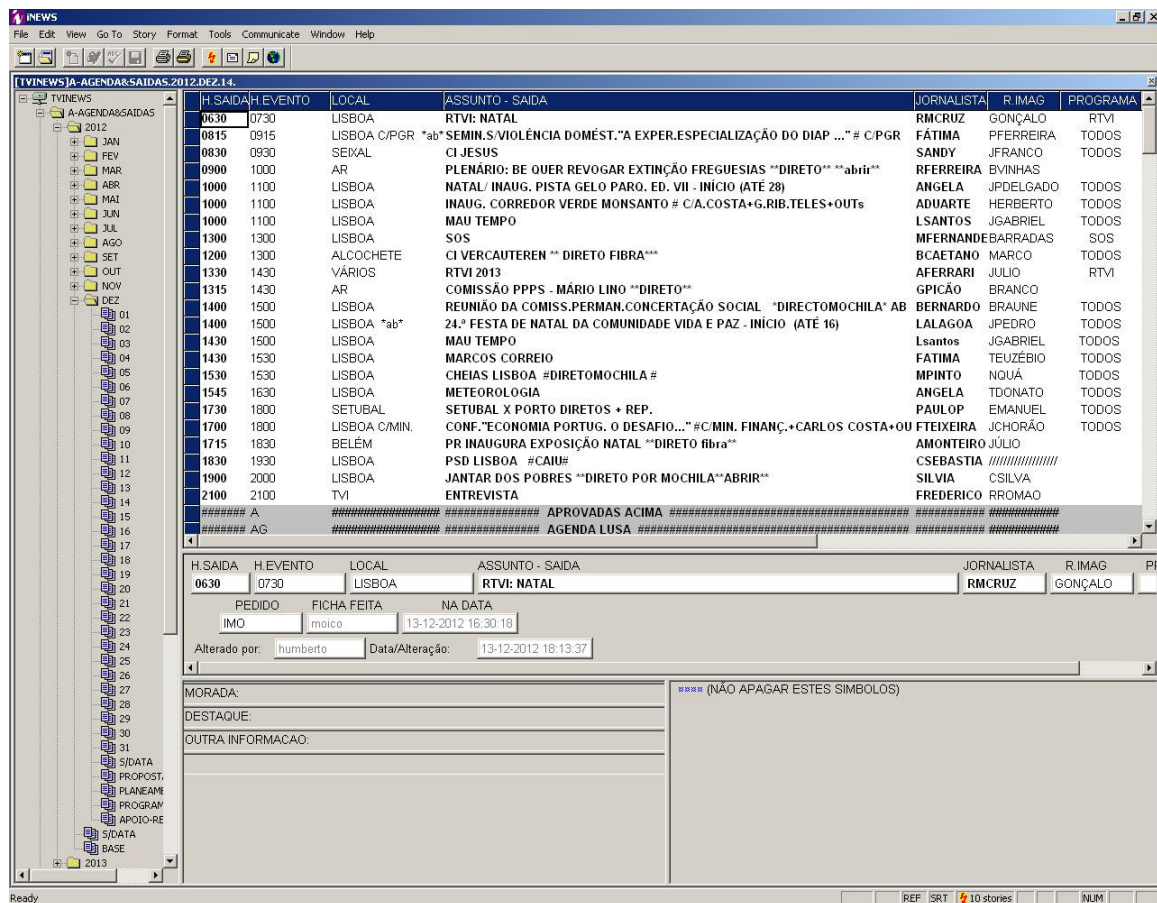 iNEWS
File Edit View Go To Story Format Tools Communicate Window Help
[TVINEWS]A-AGENDA&SAIDAS.2012.DEZ.14.
TVINEWS
A-AGENDA&SAIDAS
2012
JAN
FEV
MAR
ABR
MAI
JUN
JUL
AGO
SET
OUT
NOV
DEZ
01
02
03
04
05
06
07
08
09
10
11
12
13
14
15
16
17
18
19
20
21
22
23
24
25
26
27
28
29
30
31
S/DATA
PROPOST
PLANEAME
PROGRAM
APOIO-RE
S/DATA
BASE
2013
H.SAIDA H.EVENTO LOCAL ASSUNTO - SAIDA JORNALISTA R.IMAG PROGRAMA
0630 0730 LISBOA RTVI: NATAL RMCRUZ GONÇALO RTVI
0815 0915 LISBOA C/PGR *ab* SEMIN.S/VIOLÊNCIA DOMÉST."A EXPER.ESPECIALIZAÇÃO DO DIAP ..." # C/PGR FÁTIMA PFERREIRA TODOS
0830 0930 SEIXAL CI JESUS SANDY JFRANCO TODOS
0900 1000 AR PLENÁRIO: BE QUER REVOGAR EXTINÇÃO FREGUESIAS **DIRETO** **abrir** RFERREIRA BVINHAS
1000 1100 LISBOA NATAL/ INAUG. PISTA GELO PARQ. ED. VII - INÍCIO (ATÉ 28) ANGELA JPDELGADO TODOS
1000 1100 LISBOA INAUG. CORREDOR VERDE MONSANTO # C/A.COSTA+G.RIB.TELES+OUTs ADUARTE HERBERTO TODOS
1000 1100 LISBOA MAU TEMPO LSANTOS JGABRIEL TODOS
1300 1300 LISBOA SOS MFERNANDE BARRADAS SOS
1200 1300 ALCOCHETE CI VERCAUTEREN ** DIRETO FIBRA*** BCAETANO MARCO TODOS
1330 1430 VÁRIOS RTVI 2013 AFERRARI JULIO RTVI
1315 1430 AR COMISSÃO PPPS - MÁRIO LINO **DIRETO** GPICÃO BRANCO
1400 1500 LISBOA REUNIÃO DA COMISS.PERMAN.CONCERTAÇÃO SOCIAL *DIRECTOMOCHILA* AB BERNARDO BRAUNE TODOS
1400 1500 LISBOA *ab* 24.ª FESTA DE NATAL DA COMUNIDADE VIDA E PAZ - INÍCIO (ATÉ 16) LALAGOA JPEDRO TODOS
1430 1500 LISBOA MAU TEMPO Lsantos JGABRIEL TODOS
1430 1530 LISBOA MARCOS CORREIO FATIMA TEUZÉBIO TODOS
1530 1530 LISBOA CHEIAS LISBOA #DIRETOMOCHILA # MPINTO NQUÁ TODOS
1545 1630 LISBOA METEOROLOGIA ANGELA TDONATO TODOS
1730 1800 SETUBAL SETUBAL X PORTO DIRETOS + REP. PAULOP EMANUEL TODOS
1700 1800 LISBOA C/MIN. CONF."ECONOMIA PORTUG. O DESAFIO..." #C/MIN. FINANÇ.+CARLOS COSTA+OU FTEIXEIRA JCHORÃO TODOS
1715 1830 BELÉM PR INAUGURA EXPOSIÇÃO NATAL **DIRETO fibra** AMONTEIRO JÚLIO
1830 1930 LISBOA PSD LISBOA #CAIU# CSEBASTIA //////////////////
1900 2000 LISBOA JANTAR DOS POBRES **DIRETO POR MOCHILA**ABRIR** SILVIA CSILVA
2100 2100 TVI ENTREVISTA FREDERICO RROMAO
####### A ################## ############### APROVADAS ACIMA ###################################### ########### ############
####### AG ################## ############### AGENDA LUSA ########################################### ########### ############
H.SAIDA H.EVENTO LOCAL ASSUNTO - SAIDA JORNALISTA R.IMAG PR
0630 0730 LISBOA RTVI: NATAL RMCRUZ GONÇALO
PEDIDO FICHA FEITA NA DATA
IMO moico 13-12-2012 16:30:18
Alterado por: humberto Data/Alteração: 13-12-2012 18:13:37
MORADA:
DESTAQUE:
OUTRA INFORMACAO:
¤¤¤¤ (NÃO APAGAR ESTES SIMBOLOS)
Ready REF SRT 10 stories NUM